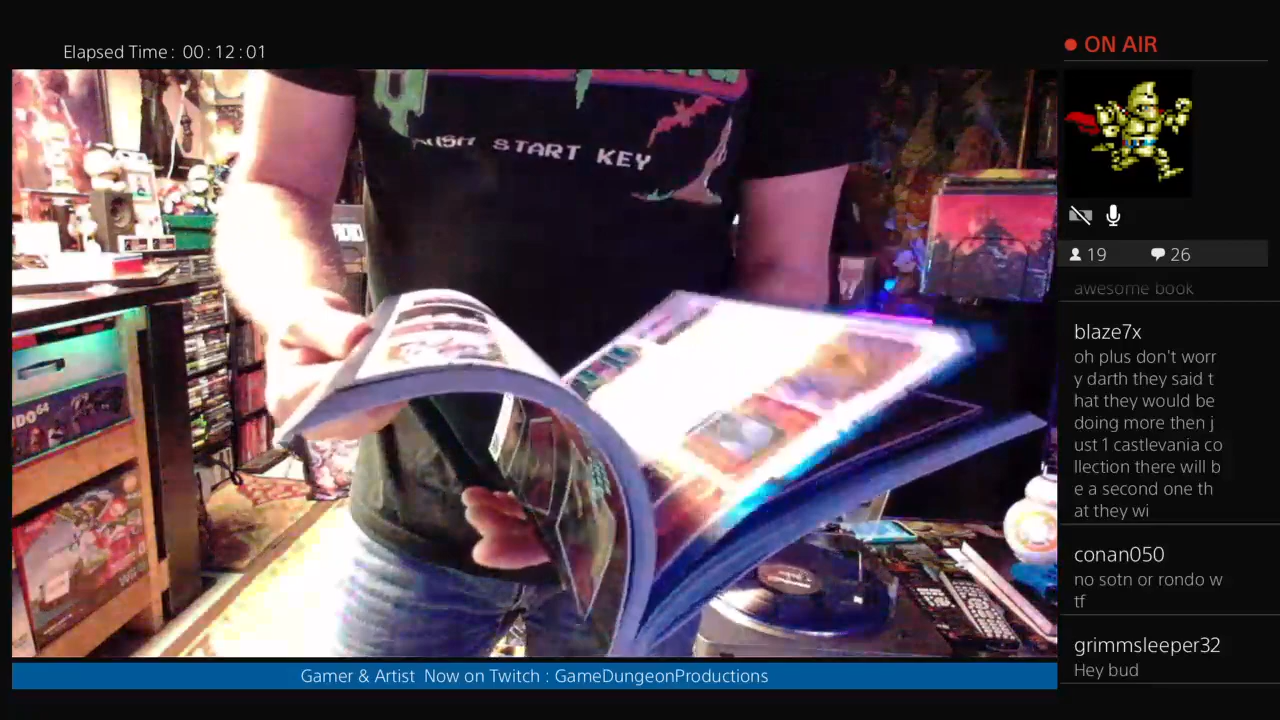 Elapsed Time: 00:12:01
ON AIR
START KEY
19
26
awesome book
blaze7x
oh plus don't worr
y darth they said t
hat they would be
doing more then j
ust 1 castlevania co
llection there will b
e a second one th
at they wi
conan050
no sotn or rondo w
tf
grimmsleeper32
Hey bud
Gamer & Artist Now on Twitch : GameDungeonProductions